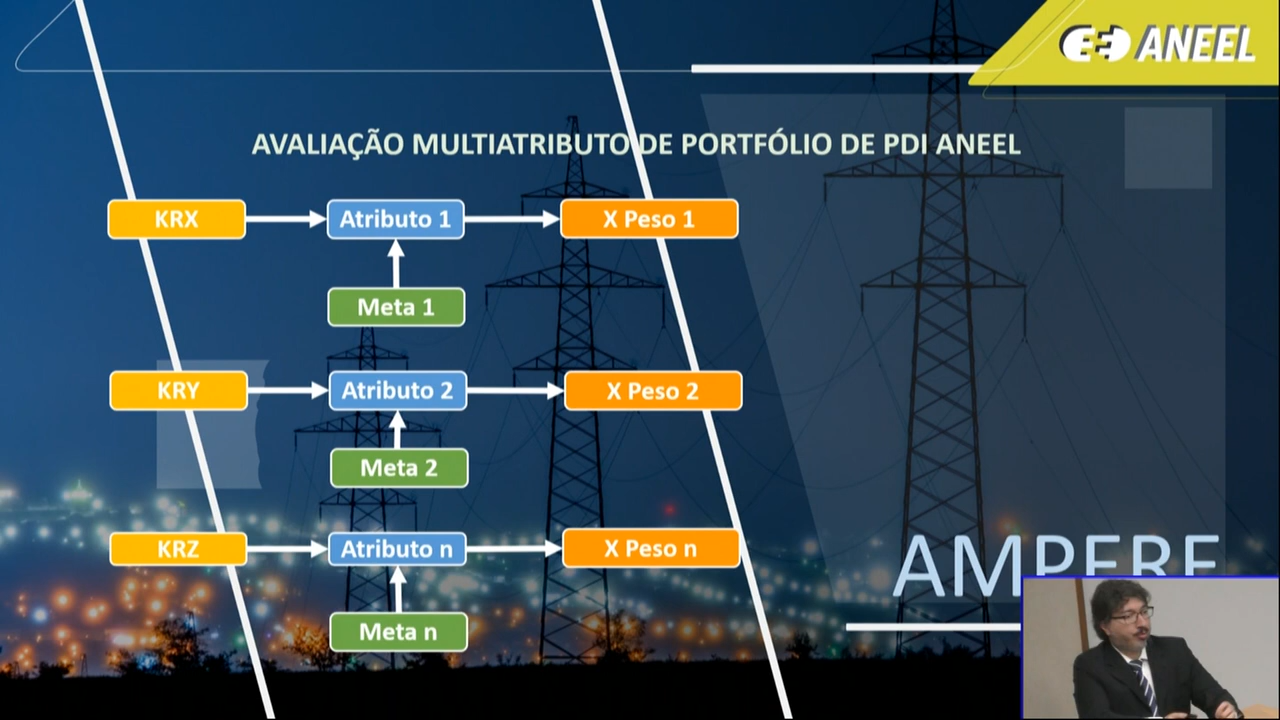 ANEEL
AVALIAÇÃO MULTIATRIBUTO DE PORTFÓLIO DE PDI ANEEL
KRX
Atributo 1
X Peso 1
Meta 1
KRY
Atributo 2
X Peso 2
Meta 2
KRZ
Atributo n
X Peso n
Meta n
AMPERE